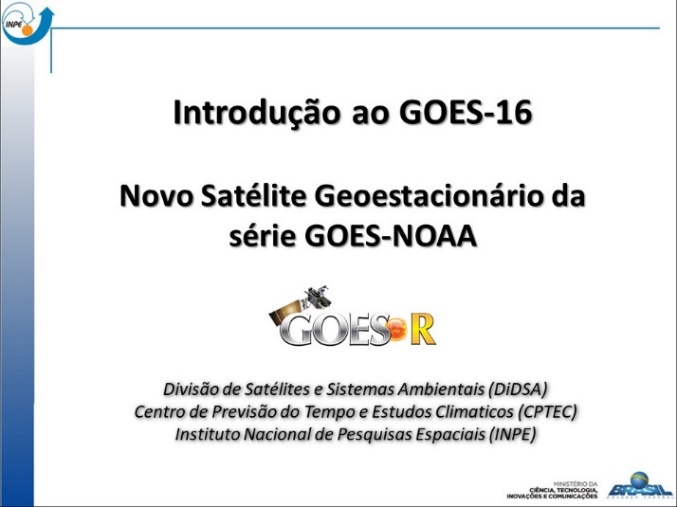 INPE
Introdução ao GOES-16
Novo Satélite Geoestacionário da
série GOES-NOAA
GOES R
Divisão de Satélites e Sistemas Ambientais (DiDSA)
Centro de Previsão do Tempo e Estudos Climaticos (CPTEC)
Instituto Nacional de Pesquisas Espaciais (INPE)
MINISTÉRIO DA
CIÊNCIA, TECNOLOGIA,
INOVAÇÕES E COMUNICAÇÕES
BRASIL